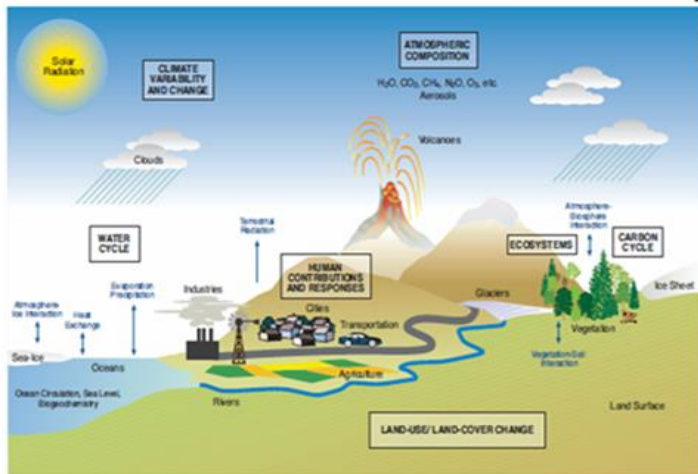 Solar
Radiation
CLIMATE
VARIABILITY
AND CHANGE
ATMOSPHERIC
COMPOSITION
H₂O, CO₂, CH₄, N₂O, O₃, etc
Aerosols
Volcanoes
Clouds
Atmosphere-
Biosphere
Interaction
WATER
CYCLE
Terrestrial
Radiation
ECOSYSTEMS
CARBON
CYCLE
HUMAN
CONTRIBUTIONS
AND RESPONSES
Evaporation
Precipitation
Industries
Glaciers
Ice Sheet
Atmosphere-
Ice Interaction
Heat
Exchange
Cities
Transportation
Vegetation
Sea-Ice
Oceans
Agriculture
Vegetation-Soil
Interaction
Ocean Circulation, Sea Level,
Biogeochemistry
Rivers
Land Surface
LAND-USE/ LAND-COVER CHANGE